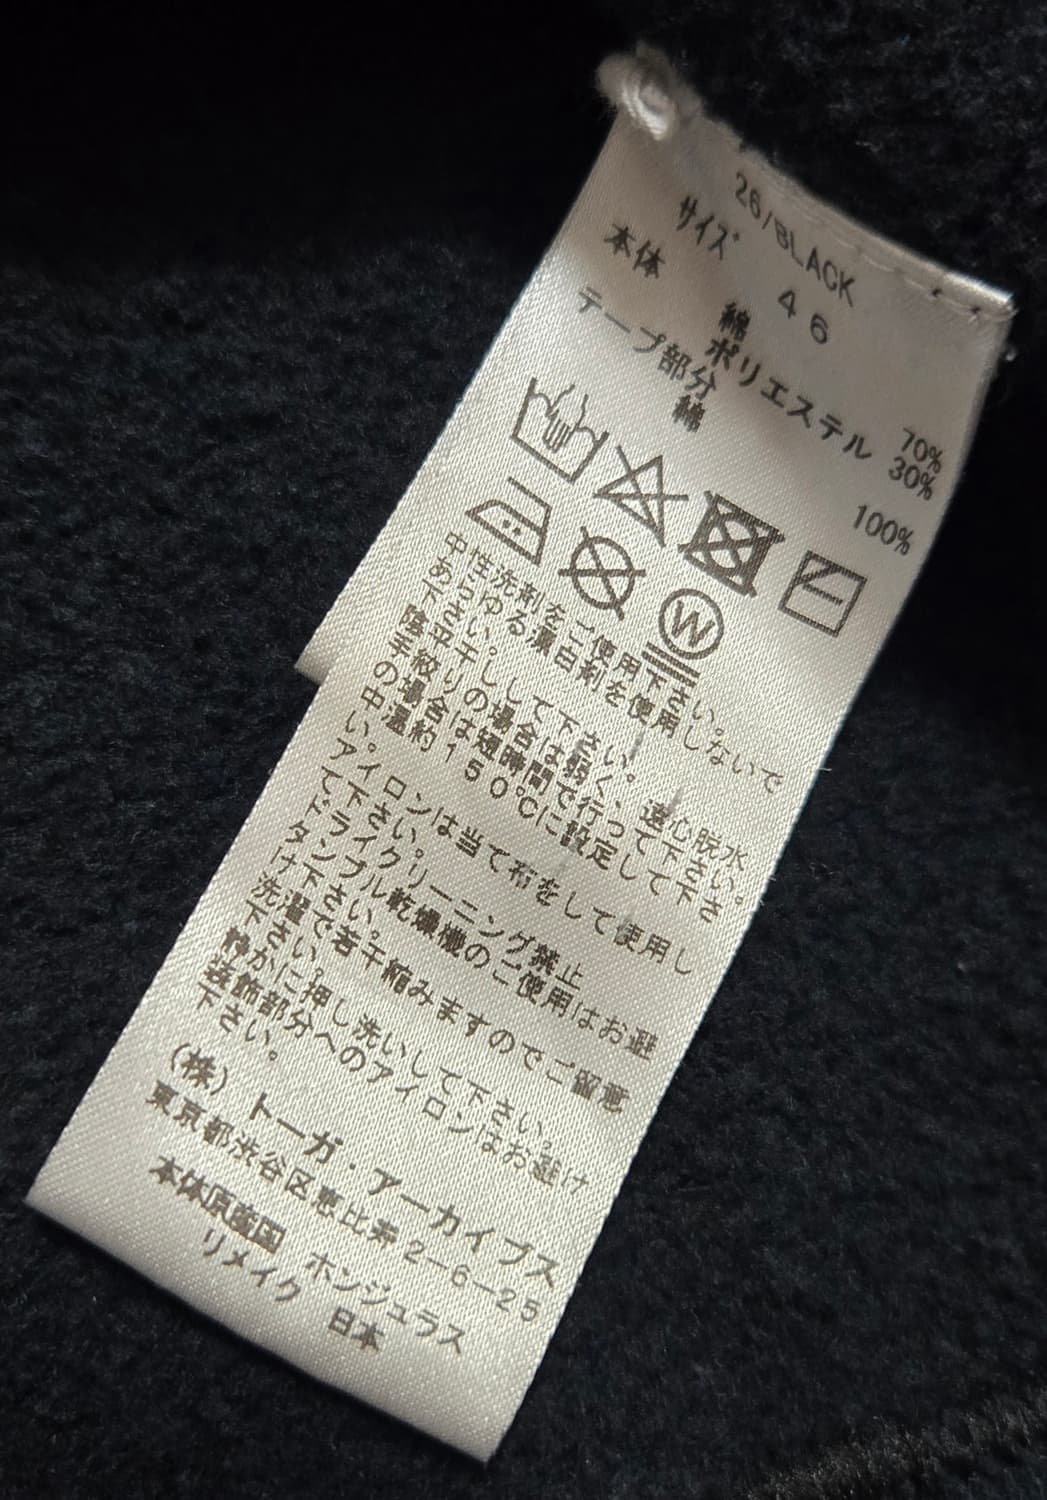 26/BLACK
サイズ 46
本体
綿 70%
ポリエステル 30%
テープ部分
綿 100%
W
中性洗剤をご使用下さい。
あらゆる漂白剤を使用しないで
下さい。
陰平干しして下さい。
手絞りの場合は弱く、遠心脱水
の場合は短時間で行って下さい。
中温約150℃に設定して下さ
い。
アイロンは当て布をして使用し
て下さい。
ドライクリーニング禁止
タンブル乾燥機のご使用はお避
け下さい。
洗濯で若干縮みますのでご留意
下さい。
静かに押し洗いして下さい。
装飾部分へのアイロンはお避け
下さい。
(株)トーガ・アーカイブス
東京都渋谷区恵比寿2-6-25
本体原産国 ホンジュラス
リメイク 日本